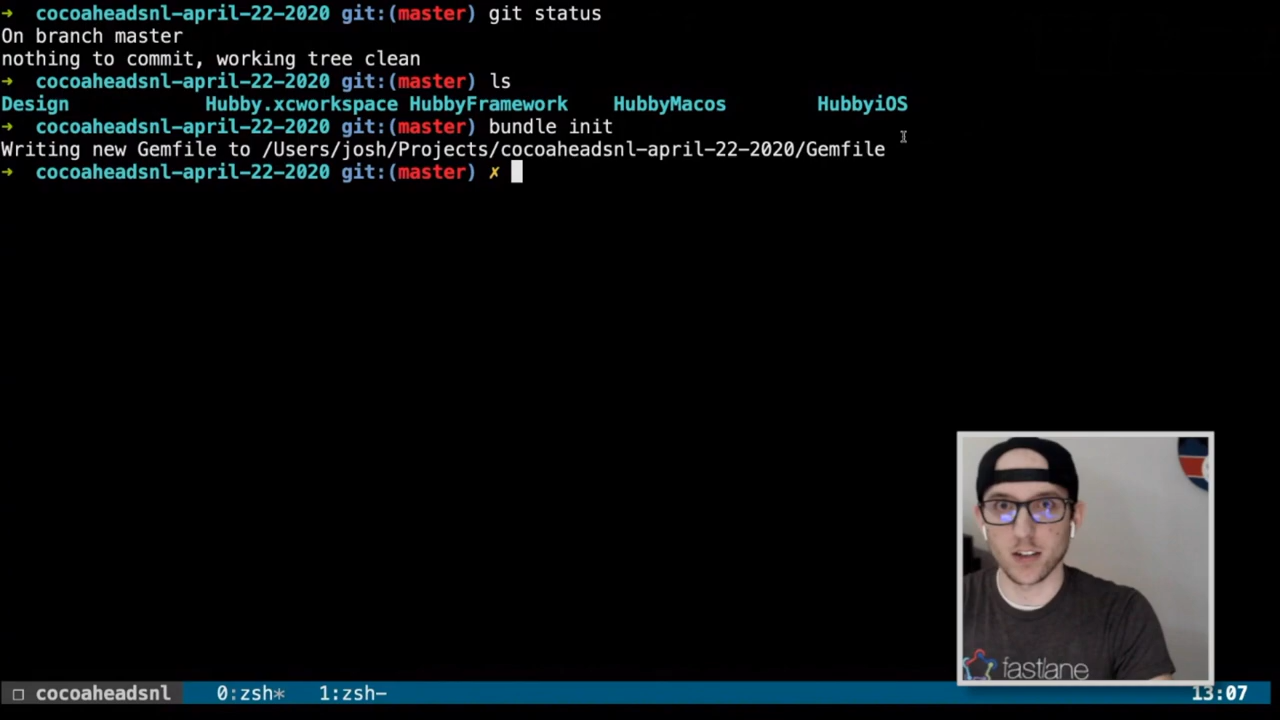 ➜  cocoaheadsnl-april-22-2020 git:(master) git status
On branch master
nothing to commit, working tree clean
➜  cocoaheadsnl-april-22-2020 git:(master) ls
Design            Hubby.xcworkspace HubbyFramework    HubbyMacos        HubbyiOS
➜  cocoaheadsnl-april-22-2020 git:(master) bundle init
Writing new Gemfile to /Users/josh/Projects/cocoaheadsnl-april-22-2020/Gemfile
➜  cocoaheadsnl-april-22-2020 git:(master) ✗
fastlane
□ cocoaheadsnl    0:zsh*   1:zsh-    13:07